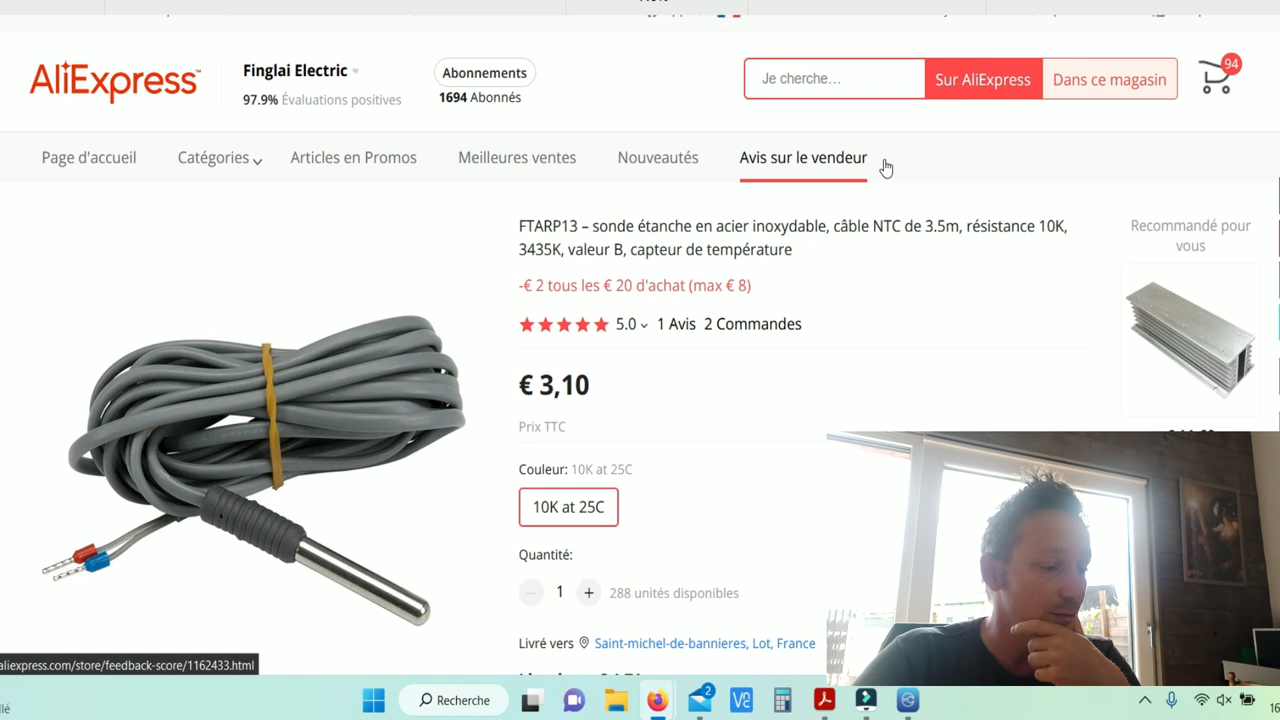 AliExpress
Finglai Electric
97.9% Évaluations positives
Abonnements
1694 Abonnés
Je cherche...
Sur AliExpress
Dans ce magasin
94
Page d'accueil
Catégories
Articles en Promos
Meilleures ventes
Nouveautés
Avis sur le vendeur
FTARP13 – sonde étanche en acier inoxydable, câble NTC de 3.5m, résistance 10K,
3435K, valeur B, capteur de température
-€ 2 tous les € 20 d'achat (max € 8)
5.0 1 Avis 2 Commandes
Recommandé pour
vous
€ 3,10
Prix TTC
Couleur: 10K at 25C
10K at 25C
Quantité:
1
288 unités disponibles
Livré vers Saint-michel-de-bannieres, Lot, France
aliexpress.com/store/feedback-score/1162433.html
Recherche
2
16